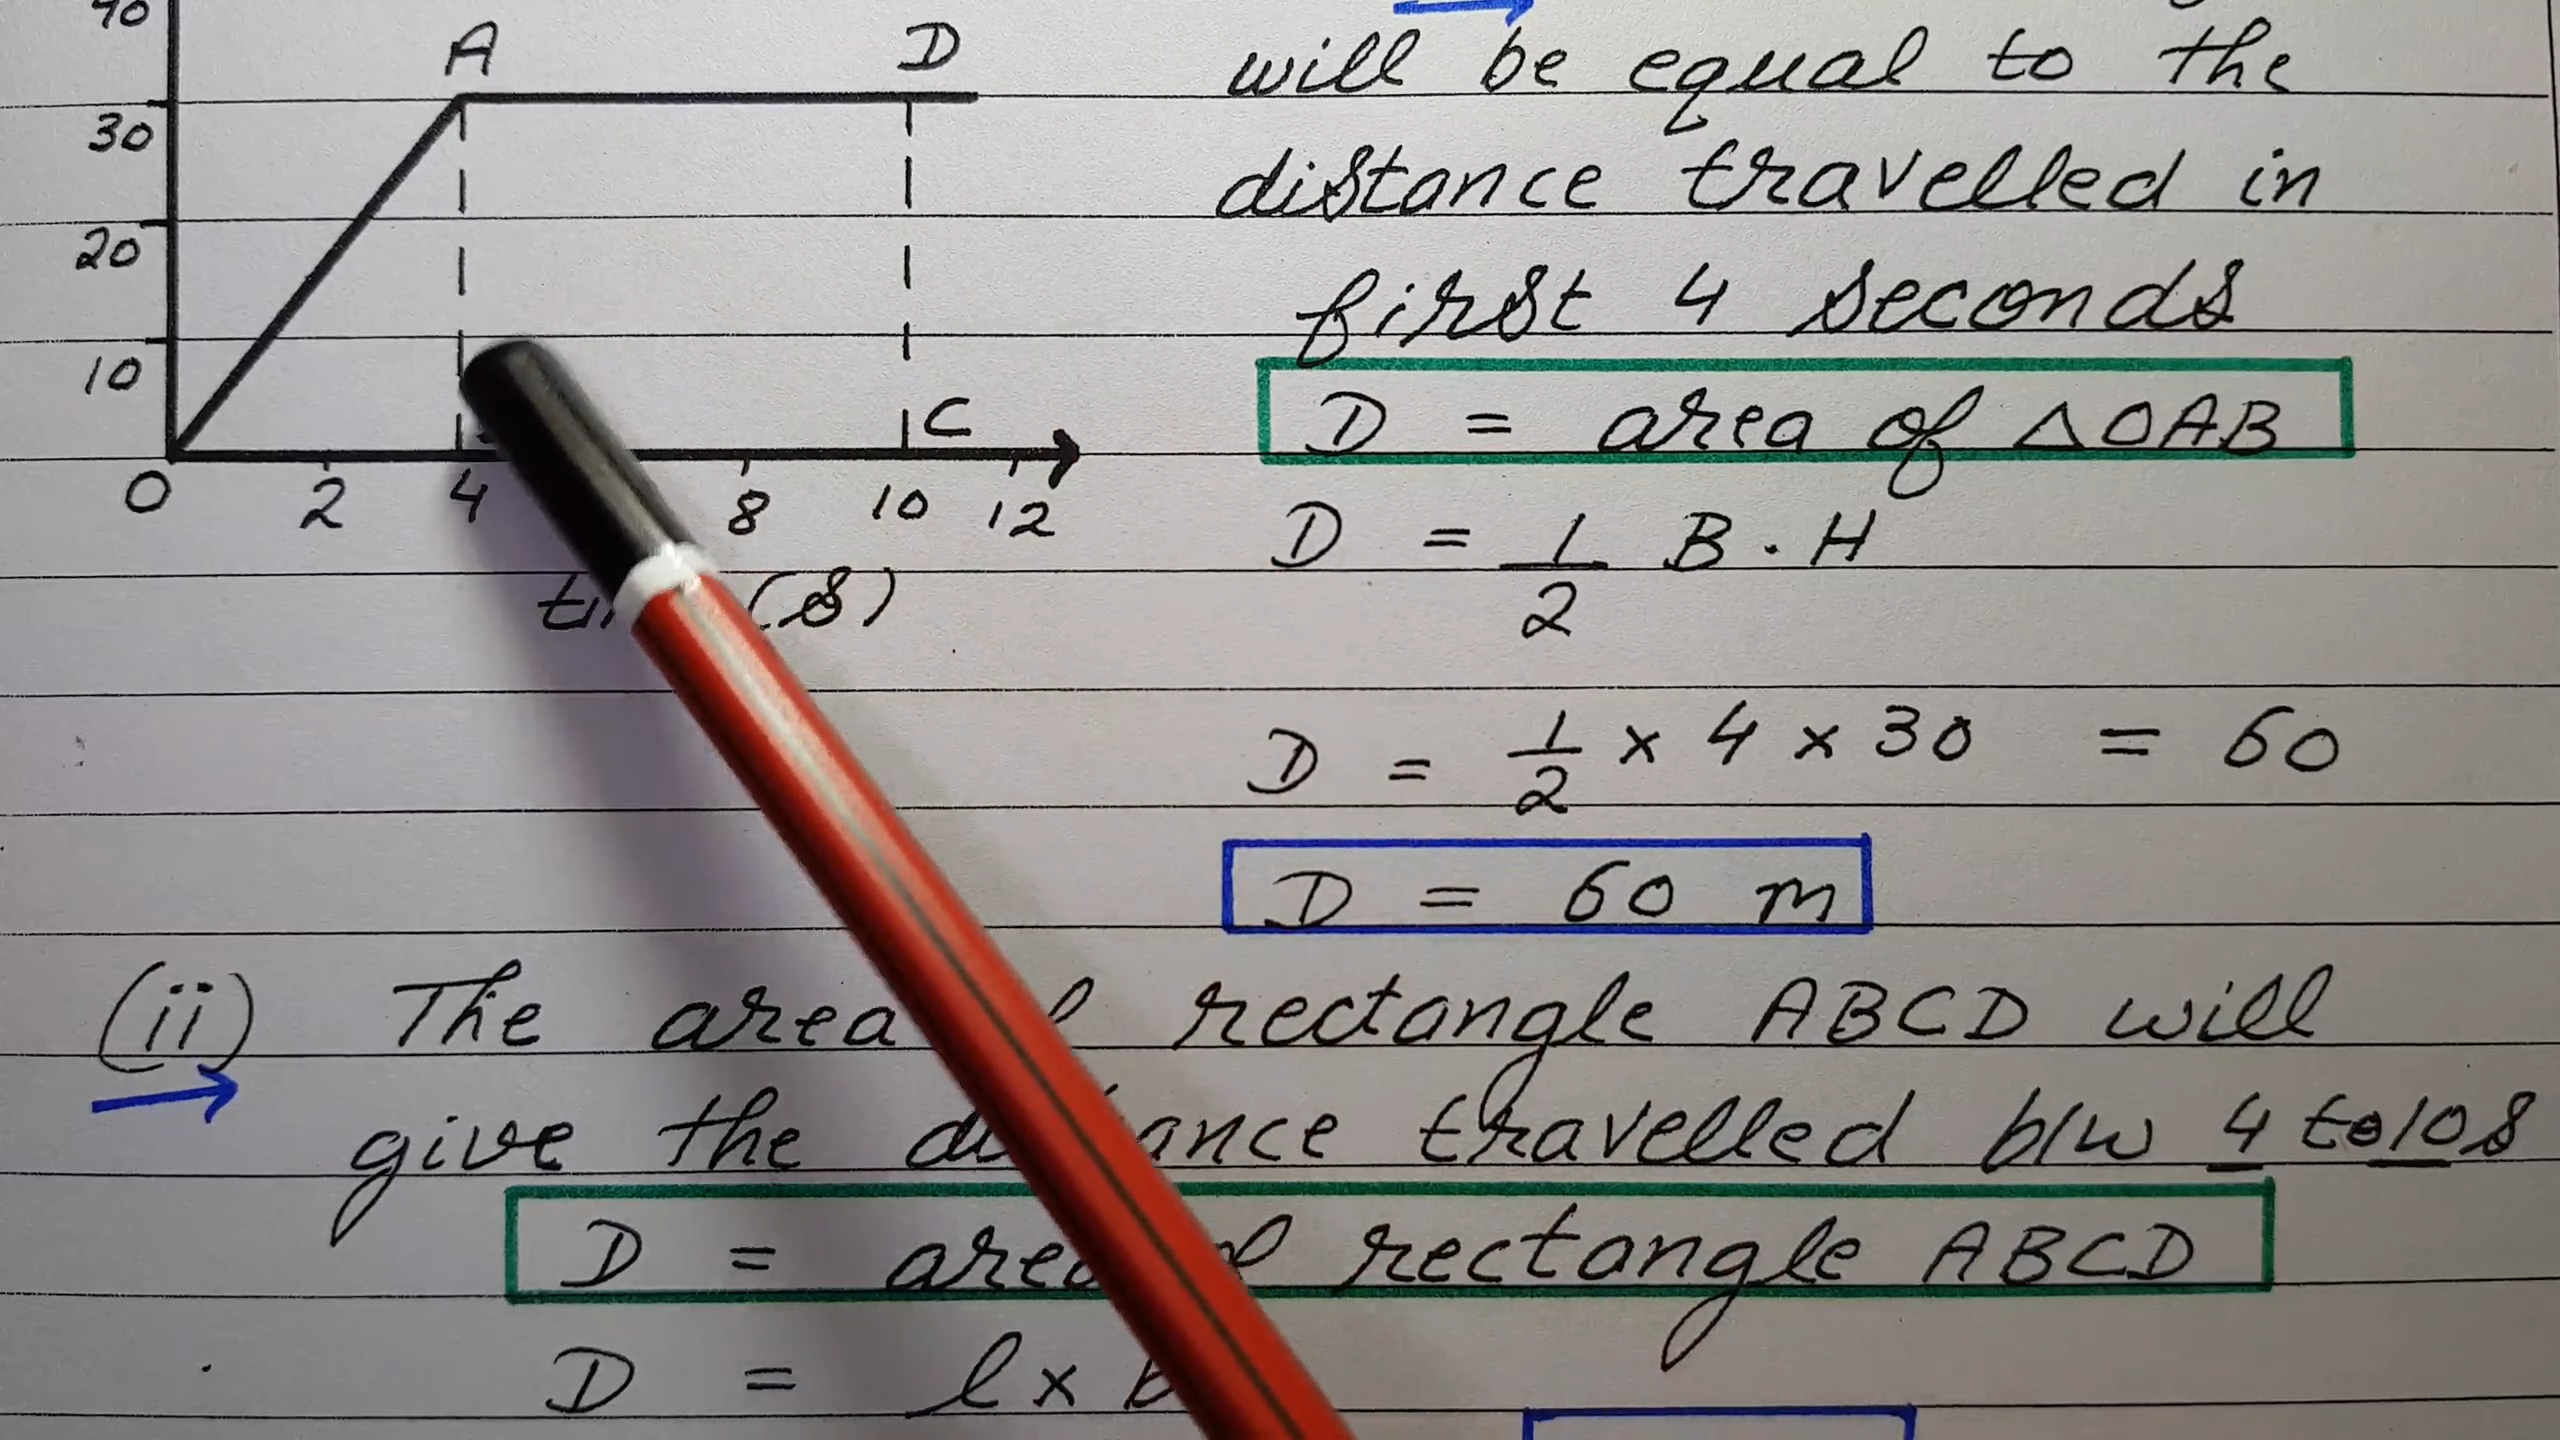 40
A D
30
20
10
C
0 2 4 8 10 12
(s)
will be equal to the
distance travelled in
first 4 seconds
D = area of △OAB
D = 1/2 B . H
D = 1/2 × 4 × 30 = 60
D = 60 m
(ii) The area rectangle ABCD will
give the travelled b/w 4 to 10 s
D = rectangle ABCD
D = l × b